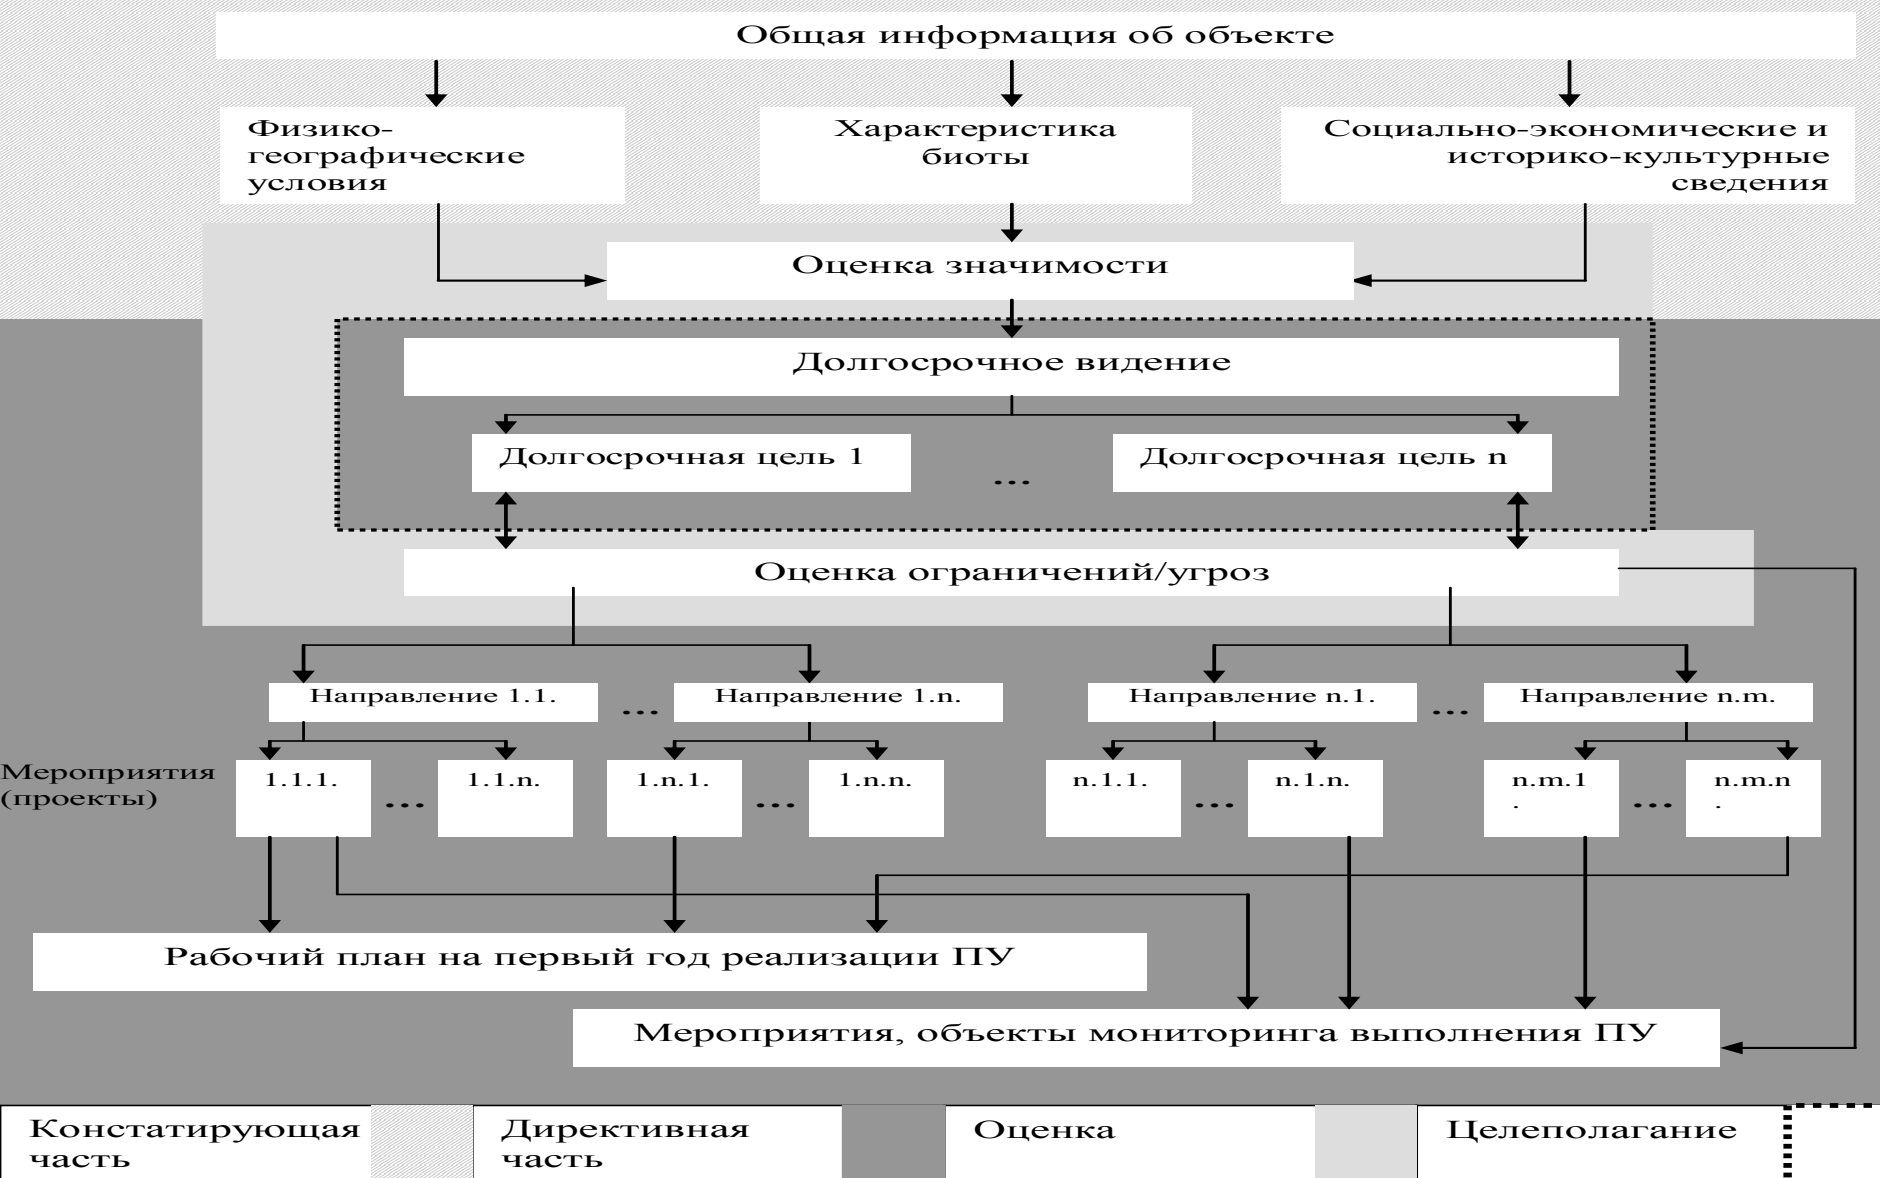 Общая информация об объекте
Физико-
географические
условия
Характеристика
биоты
Социально-экономические и
историко-культурные
сведения
Оценка значимости
Долгосрочное видение
Долгосрочная цель 1
...
Долгосрочная цель n
Оценка ограничений/угроз
Направление 1.1.
...
Направление 1.n.
Направление n.1.
...
Направление n.m.
Мероприятия
(проекты)
1.1.1.
...
1.1.n.
1.n.1.
...
1.n.n.
n.1.1.
...
n.1.n.
n.m.1
.
...
n.m.n
.
Рабочий план на первый год реализации ПУ
Мероприятия, объекты мониторинга выполнения ПУ
Констатирующая
часть
Директивная
часть
Оценка
Целеполагание